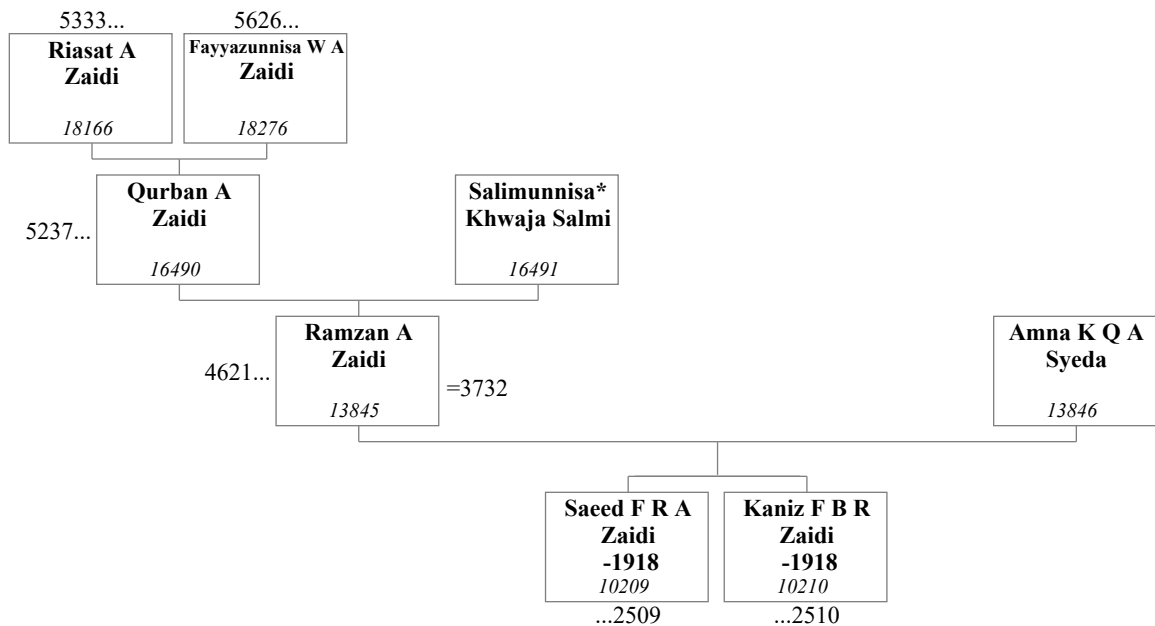 5333...
Riasat A
Zaidi
18166
5626...
Fayyazunnisa W A
Zaidi
18276
5237...
Qurban A
Zaidi
16490
Salimunnisa*
Khwaja Salmi
16491
4621...
Ramzan A
Zaidi
13845
=3732
Amna K Q A
Syeda
13846
Saeed F R A
Zaidi
-1918
10209
...2509
Kaniz F B R
Zaidi
-1918
10210
...2510